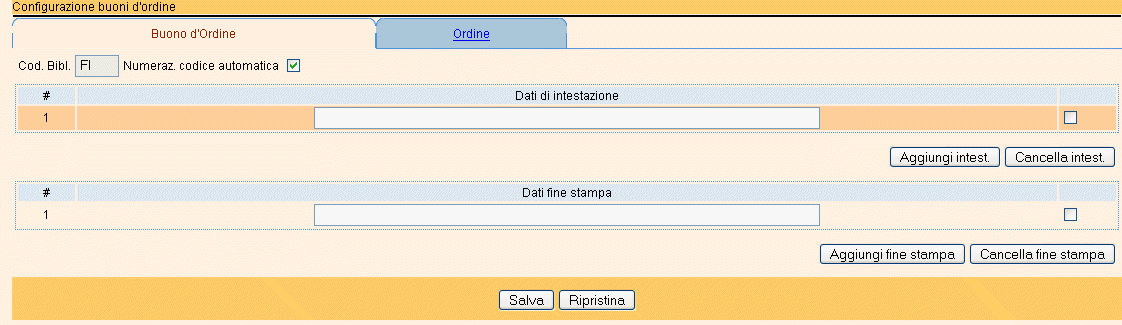 Configurazione buoni d'ordine
Buono d'Ordine Ordine
Cod. Bibl. FI Numeraz. codice automatica
# Dati di intestazione
1
Aggiungi intest. Cancella intest.
# Dati fine stampa
1
Aggiungi fine stampa Cancella fine stampa
Salva Ripristina